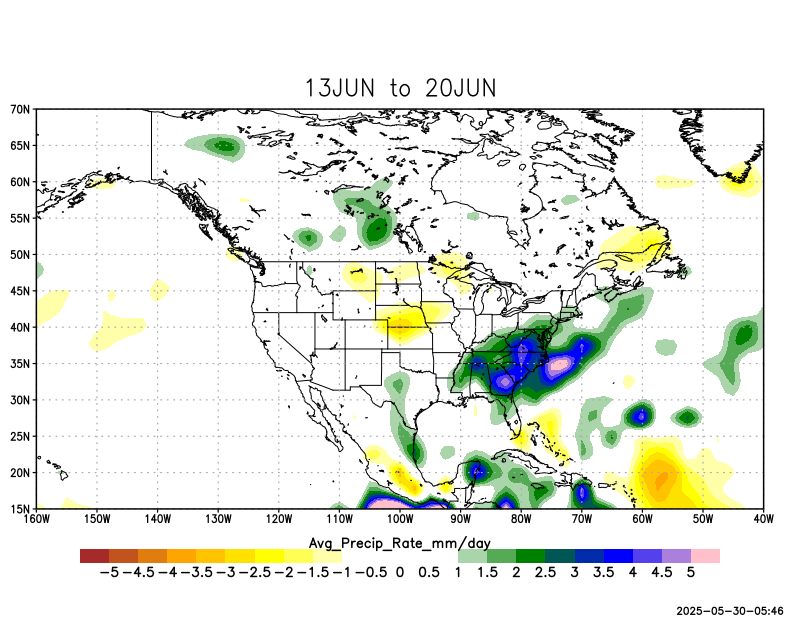 13JUN to 20JUN
70N
65N
60N
55N
50N
45N
40N
35N
30N
25N
20N
15N
160W 150W 140W 130W 120W 110W 100W 90W 80W 70W 60W 50W 40W
Avg_Precip_Rate_mm/day
-5 -4.5 -4 -3.5 -3 -2.5 -2 -1.5 -1 -0.5 0 0.5 1 1.5 2 2.5 3 3.5 4 4.5 5
2025-05-30-05:46